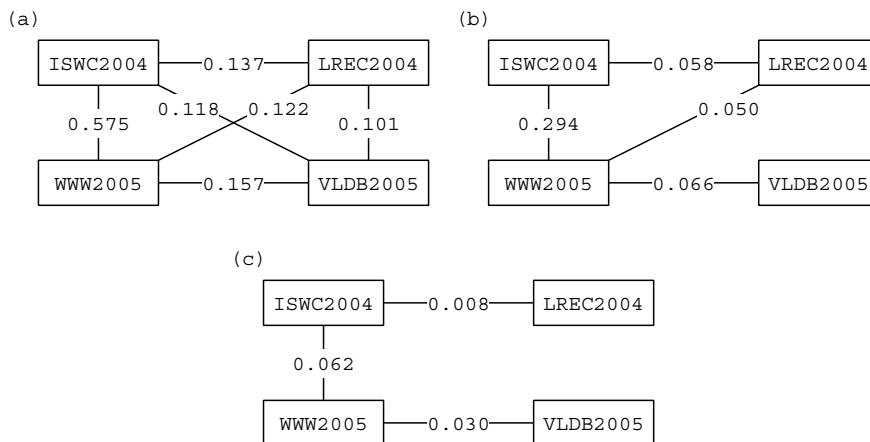 (a) (b)
ISWC2004 0.137 LREC2004 ISWC2004 0.058 LREC2004
0.118 0.122 0.050
0.575 0.101 0.294
WWW2005 0.157 VLDB2005 WWW2005 0.066 VLDB2005
(c)
ISWC2004 0.008 LREC2004
0.062
WWW2005 0.030 VLDB2005